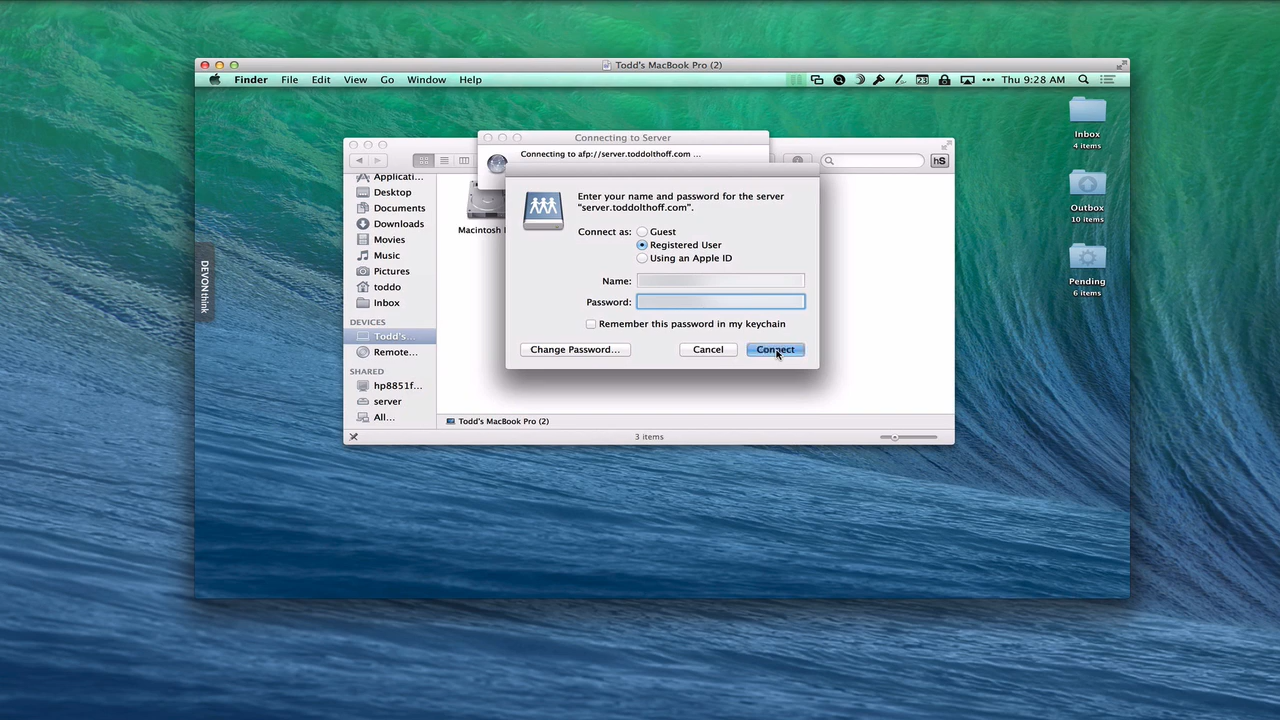 Todd's MacBook Pro (2)
Finder File Edit View Go Window Help
23 Thu 9:28 AM
Inbox
4 items
Outbox
10 items
Pending
6 items
DEVONthink
Connecting to Server
Connecting to afp://server.toddolthoff.com ...
hS
Enter your name and password for the server
"server.toddolthoff.com".
Connect as: Guest
Registered User
Using an Apple ID
Name:
Password:
Remember this password in my keychain
Change Password... Cancel Connect
Macintosh
Applicati...
Desktop
Documents
Downloads
Movies
Music
Pictures
toddo
Inbox
DEVICES
Todd's...
Remote...
SHARED
hp8851f...
server
All...
Todd's MacBook Pro (2)
3 items